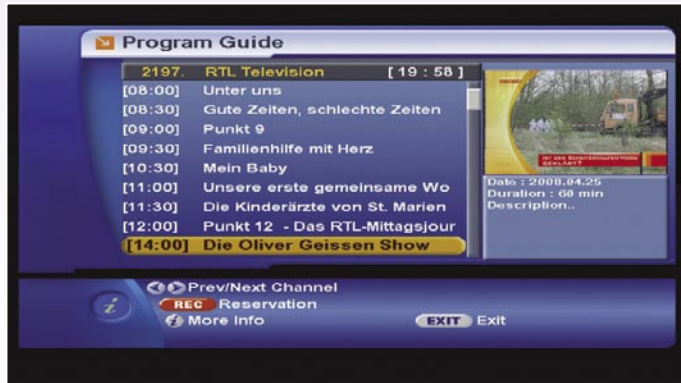 Program Guide
2197. RTL Television [ 19 : 58 ]
[08:00] Unter uns
[08:30] Gute Zeiten, schlechte Zeiten
[09:00] Punkt 9
[09:30] Familienhilfe mit Herz
[10:30] Mein Baby
[11:00] Unsere erste gemeinsame Wo
[11:30] Die Kinderärzte von St. Marien
[12:00] Punkt 12 - Das RTL-Mittagsjour
[14:00] Die Oliver Geissen Show
IST DER
GEKLÄRT?
Date : 2008.04.25
Duration : 60 min
Description..
Prev/Next Channel
REC Reservation
i More Info
EXIT Exit